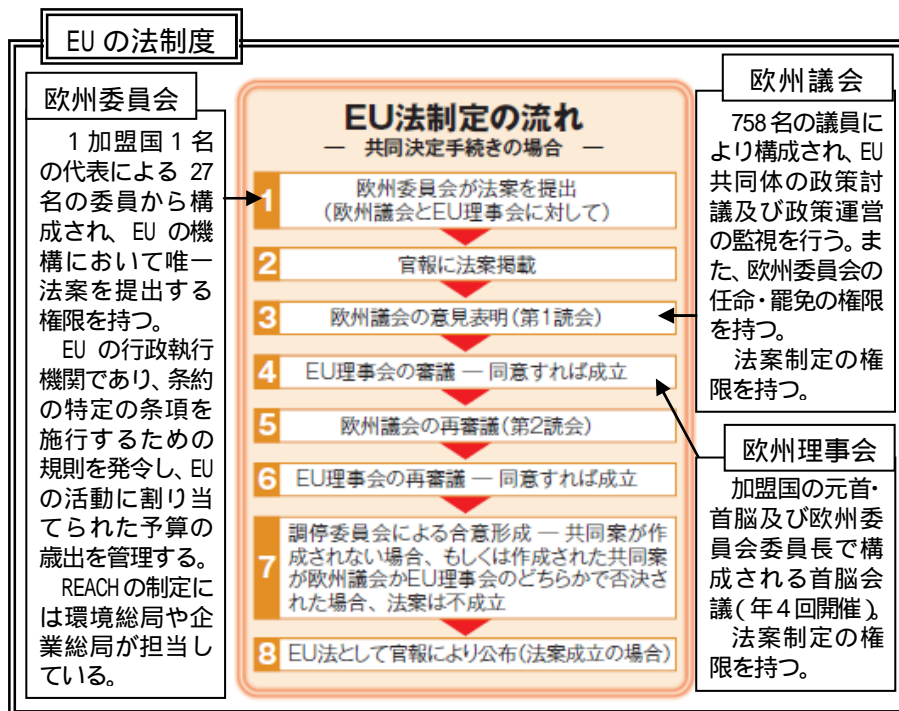 EUの法制度
欧州委員会
1加盟国1名
の代表による 27
名の委員から構
成され、EU の機
構において唯一
法案を提出する
権限を持つ。
EU の行政執行
機関であり、条約
の特定の条項を
施行するための
規則を発令し、EU
の活動に割り当
てられた予算の
歳出を管理する。
REACHの制定に
は環境総局や企
業総局が担当し
ている。
EU法制定の流れ
― 共同決定手続きの場合 ―
1 欧州委員会が法案を提出
(欧州議会とEU理事会に対して)
2 官報に法案掲載
3 欧州議会の意見表明(第1読会)
4 EU理事会の審議 ― 同意すれば成立
5 欧州議会の再審議(第2読会)
6 EU理事会の再審議 ― 同意すれば成立
7 調停委員会による合意形成 ― 共同案が作
成されない場合、もしくは作成された共同案
が欧州議会かEU理事会のどちらかで否決さ
れた場合、法案は不成立
8 EU法として官報により公布(法案成立の場合)
欧州議会
758名の議員に
より構成され、EU
共同体の政策討
議及び政策運営
の監視を行う。ま
た、欧州委員会の
任命・罷免の権限
を持つ。
法案制定の権
限を持つ。
欧州理事会
加盟国の元首・
首脳及び欧州委
員会委員長で構
成される首脳会
議(年4回開催)。
法案制定の権
限を持つ。